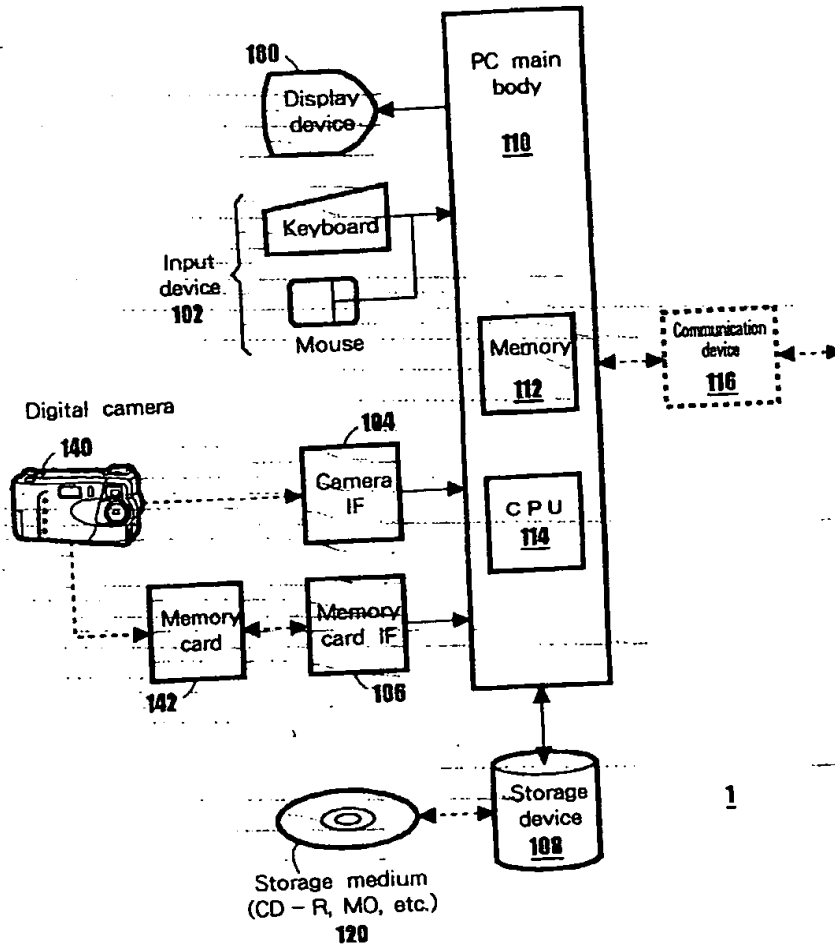 100
Display
device
PC main
body
110
Keyboard
Input
device
102
Mouse
Memory
112
Communication
device
116
Digital camera
140
104
Camera
IF
CPU
114
Memory
card
142
Memory
card IF
106
Storage
device
108
1
Storage medium
(CD-R, MO, etc.)
120